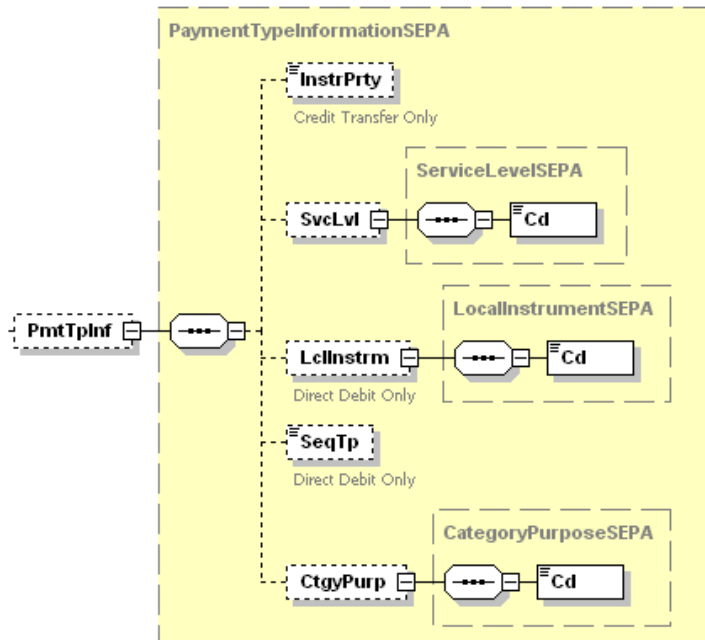 PaymentTypeInformationSEPA
InstrPrty
Credit Transfer Only
ServiceLevelSEPA
SvcLvl
Cd
LocalInstrumentSEPA
PmtTpInf
LclInstrm
Cd
Direct Debit Only
SeqTp
Direct Debit Only
CategoryPurposeSEPA
CtgyPurp
Cd